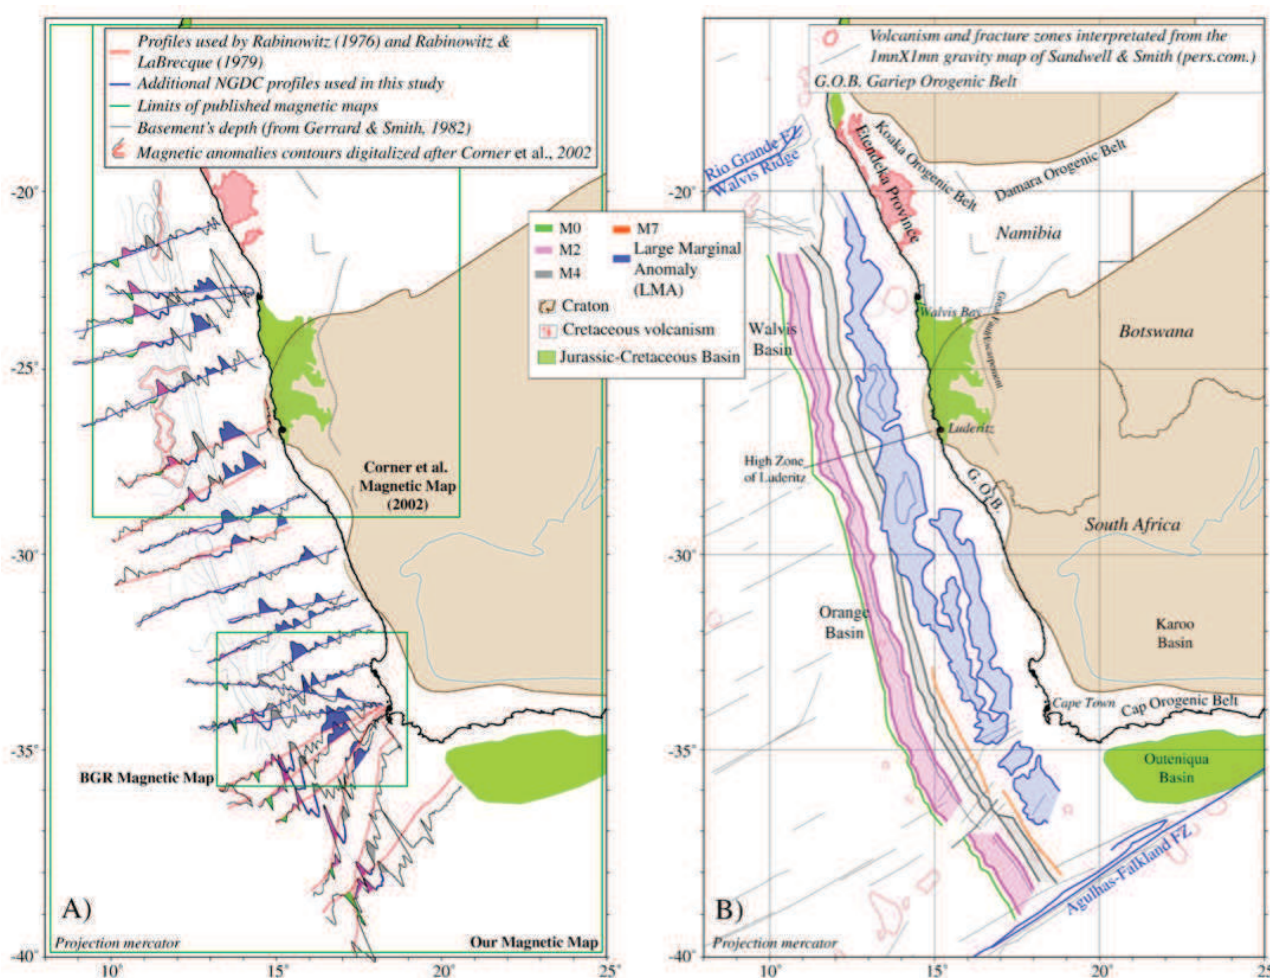 Profiles used by Rabinowitz (1976) and Rabinowitz &
LaBrecque (1979)
Additional NGDC profiles used in this study
Limits of published magnetic maps
Basement's depth (from Gerrard & Smith, 1982)
Magnetic anomalies contours digitalized after Corner et al., 2002
-20°
-25°
-30°
-35°
-40°
10°
15°
20°
25
Corner et al.
Magnetic Map
(2002)
BGR Magnetic Map
A)
Projection mercator
Our Magnetic Map
M0
M2
M4
M7
Large Marginal
Anomaly
(LMA)
Craton
Cretaceous volcanism
Jurassic-Cretaceous Basin
Volcanism and fracture zones interpretated from the
1mnX1mn gravity map of Sandwell & Smith (pers.com.)
G.O.B. Gariep Orogenic Belt
Rio Grande FZ
Walvis Ridge
Etendeka Province
Koaka Orogenic Belt
Damara Orogenic Belt
Namibia
Walvis Bay
Botswana
Walvis
Basin
Luderitz
High Zone
of Luderitz
G.O.B.
South Africa
Orange
Basin
Karoo
Basin
Cape Town
Cap Orogenic Belt
Outeniqua
Basin
Agulhas-Falkland FZ
B)
Projection mercator
-20°
-25°
-30°
-35°
-40°
10°
15°
20°
25